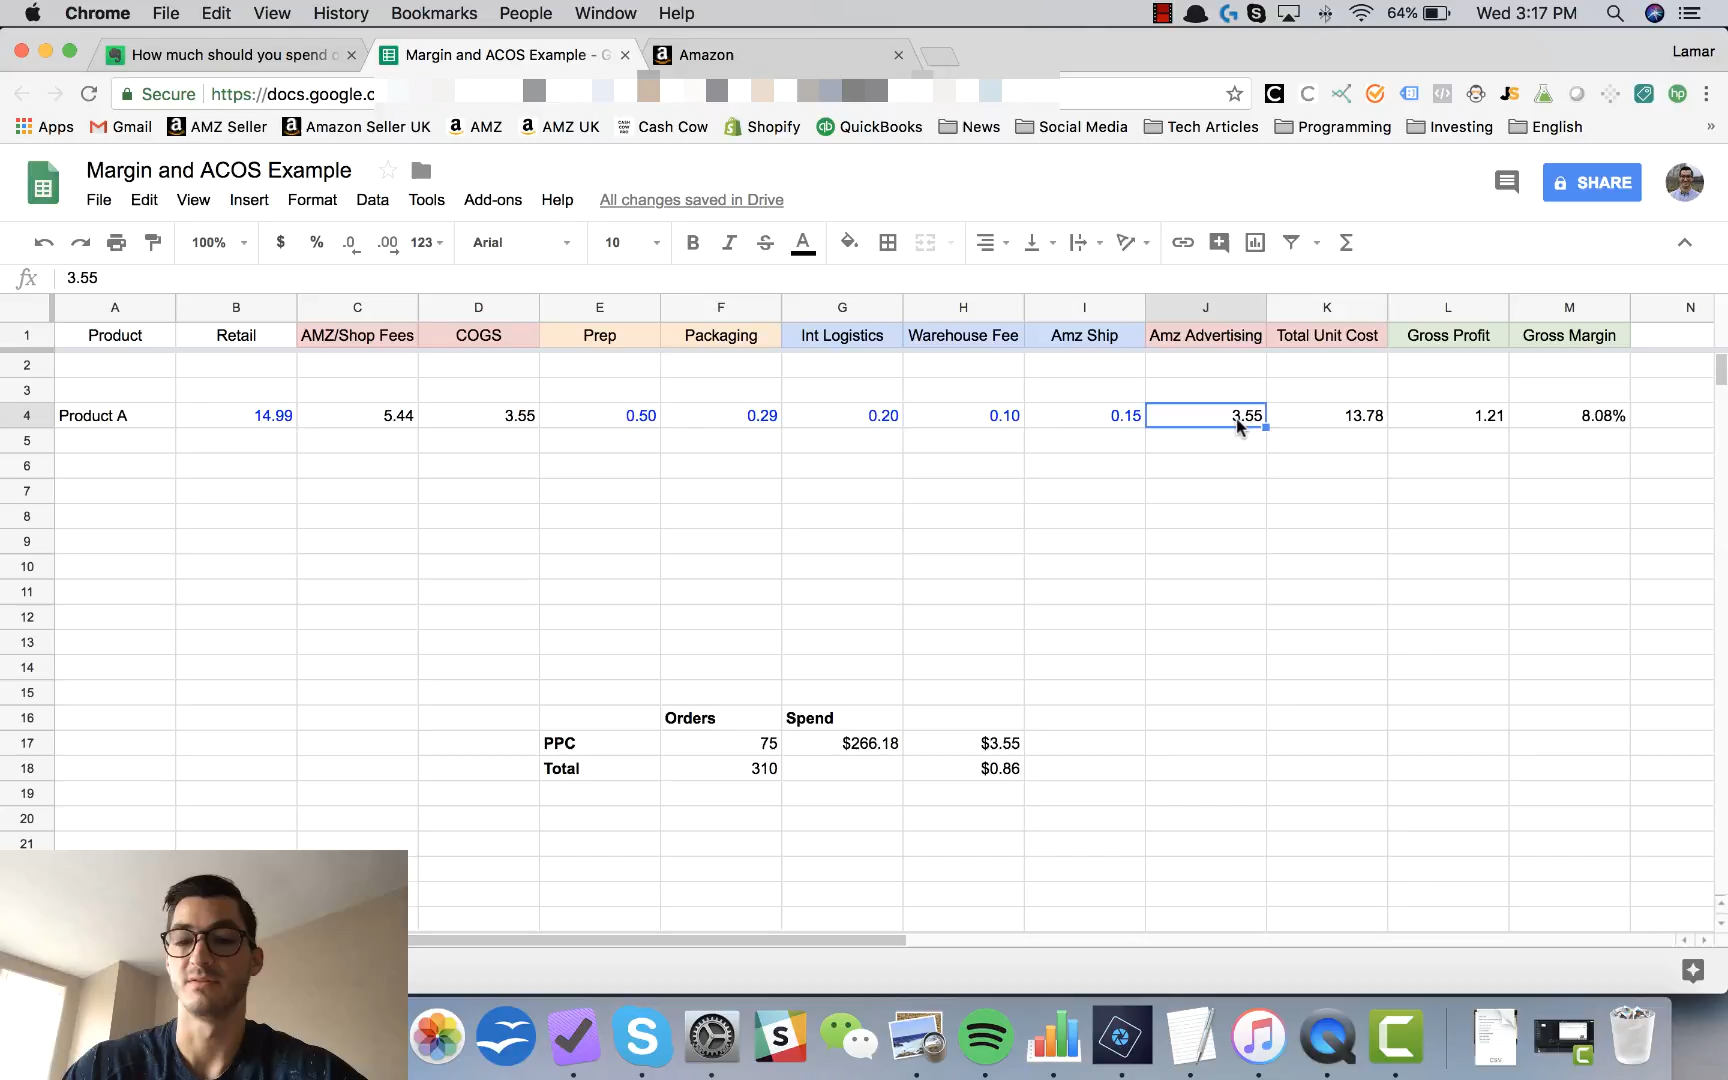 Chrome File Edit View History Bookmarks People Window Help 64% Wed 3:17 PM
How much should you spend o
Margin and ACOS Example - G
Amazon
Lamar
Secure https://docs.google.c
Apps Gmail AMZ Seller Amazon Seller UK AMZ AMZ UK Cash Cow Shopify QuickBooks News Social Media Tech Articles Programming Investing English »
Margin and ACOS Example
SHARE
File Edit View Insert Format Data Tools Add-ons Help All changes saved in Drive
100% $ % .0 .00 123 Arial 10 B I S A
fx 3.55
A B C D E F G H I J K L M N
1 Product Retail AMZ/Shop Fees COGS Prep Packaging Int Logistics Warehouse Fee Amz Ship Amz Advertising Total Unit Cost Gross Profit Gross Margin
2
3
4 Product A 14.99 5.44 3.55 0.50 0.29 0.20 0.10 0.15 3.55 13.78 1.21 8.08%
5
6
7
8
9
10
11
12
13
14
15
16 Orders Spend
17 PPC 75 $266.18 $3.55
18 Total 310 $0.86
19
20
21
CSV